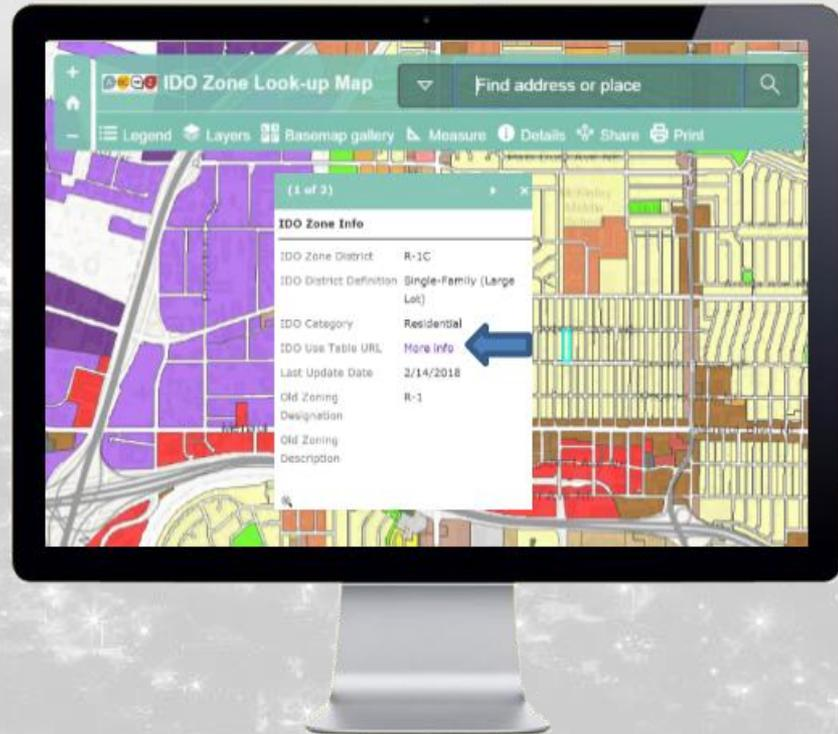 IDO Zone Look-up Map
Find address or place
Legend Layers Basemap gallery Measure Details Share Print
(1 of 2)
IDO Zone Info
IDO Zone District R-1C
IDO District Definition Single-Family (Large Lot)
IDO Category Residential
IDO Use Table URL More info
Last Update Date 2/14/2018
Old Zoning Designation R-1
Old Zoning Description